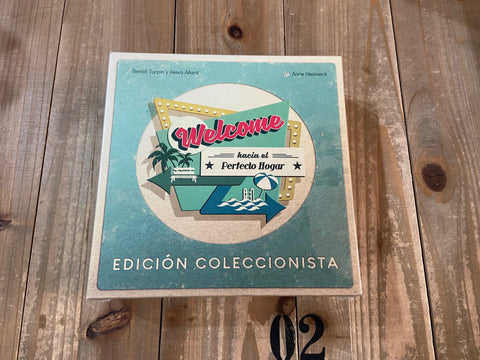 Benoit Turpin y Alexis Allard
Anne Heidsieck
Welcome
hacia el
Perfecto Hogar
EDICIÓN COLECCIONISTA
02